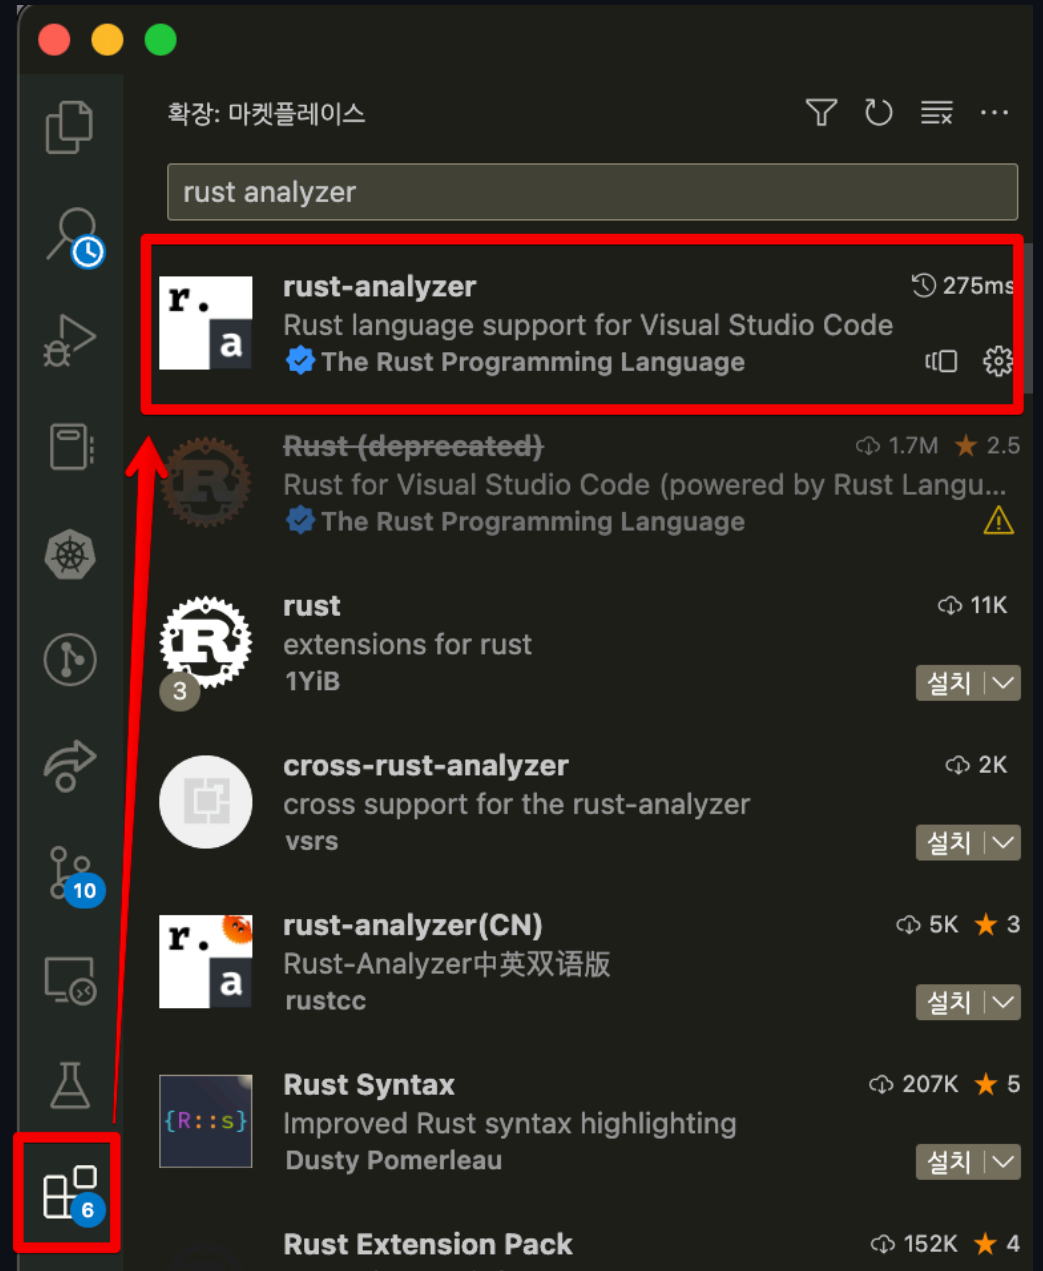 확장: 마켓플레이스
rust analyzer
r.
a
rust-analyzer
275ms
Rust language support for Visual Studio Code
The Rust Programming Language
R
Rust (deprecated)
1.7M
2.5
Rust for Visual Studio Code (powered by Rust Langu...
The Rust Programming Language
R
3
rust
11K
extensions for rust
1YiB
설치
cross-rust-analyzer
2K
cross support for the rust-analyzer
vsrs
설치
r.
a
rust-analyzer(CN)
5K
3
Rust-Analyzer中英双语版
rustcc
설치
{R::s}
Rust Syntax
207K
5
Improved Rust syntax highlighting
Dusty Pomerleau
설치
Rust Extension Pack
152K
4
10
6